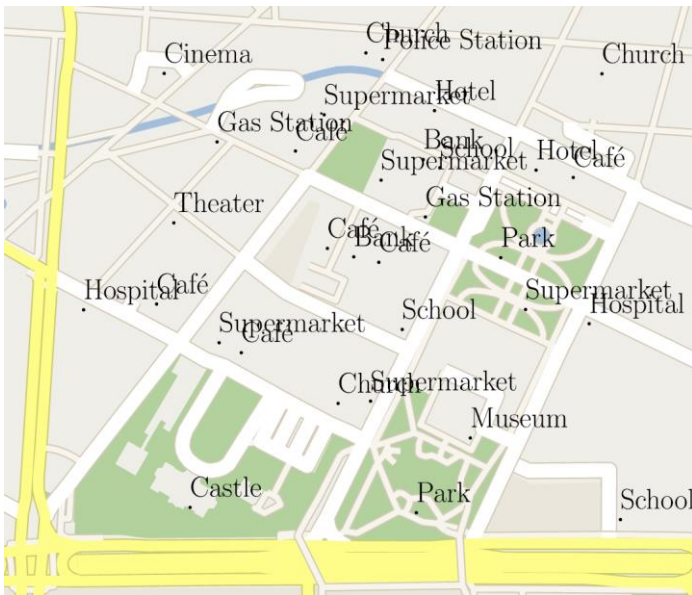 Church
Police Station
Cinema
Church
Supermarket
Hotel
Gas Station
Café
Bank
School
Supermarket
Hotel
Café
Theater
Gas Station
Café
Bank
Café
Park
Hospital
Café
Supermarket
Hospital
Supermarket
Café
School
Church
Supermarket
Museum
Castle
Park
School